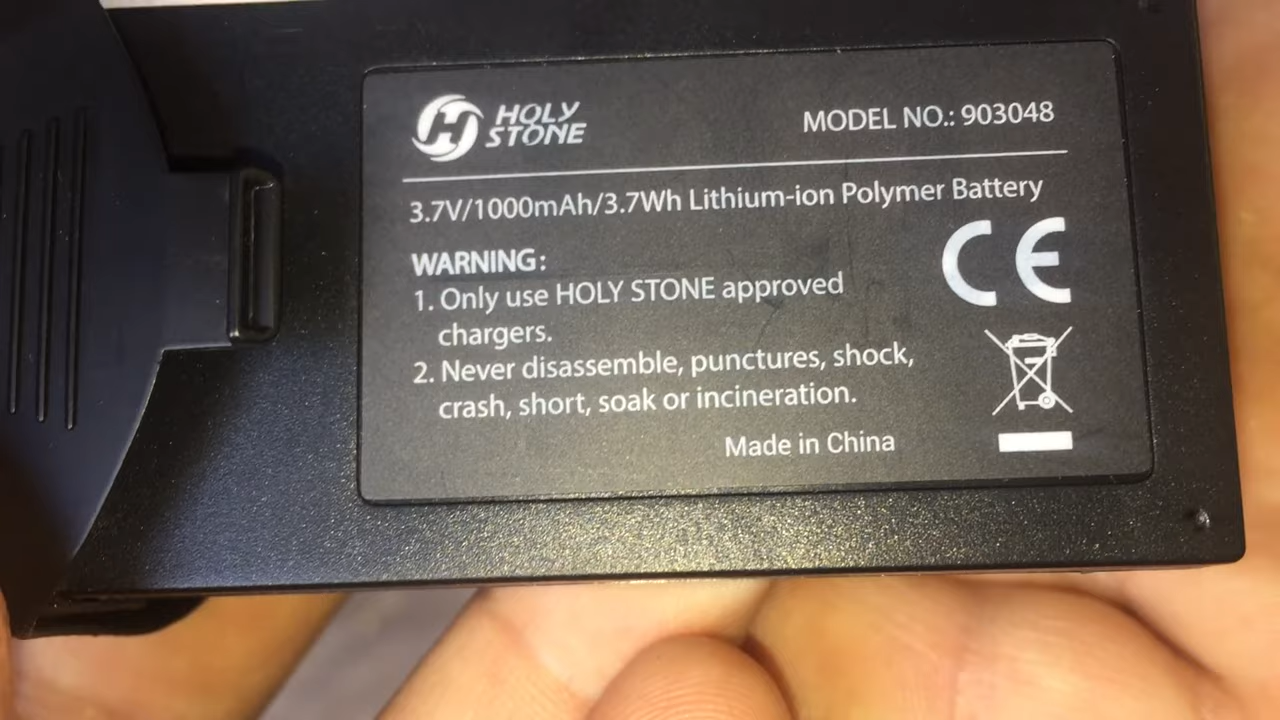 HOLY
STONE
MODEL NO.: 903048
3.7V/1000mAh/3.7Wh Lithium-ion Polymer Battery
WARNING:
1. Only use HOLY STONE approved
chargers.
2. Never disassemble, punctures, shock,
crash, short, soak or incineration.
Made in China
CE